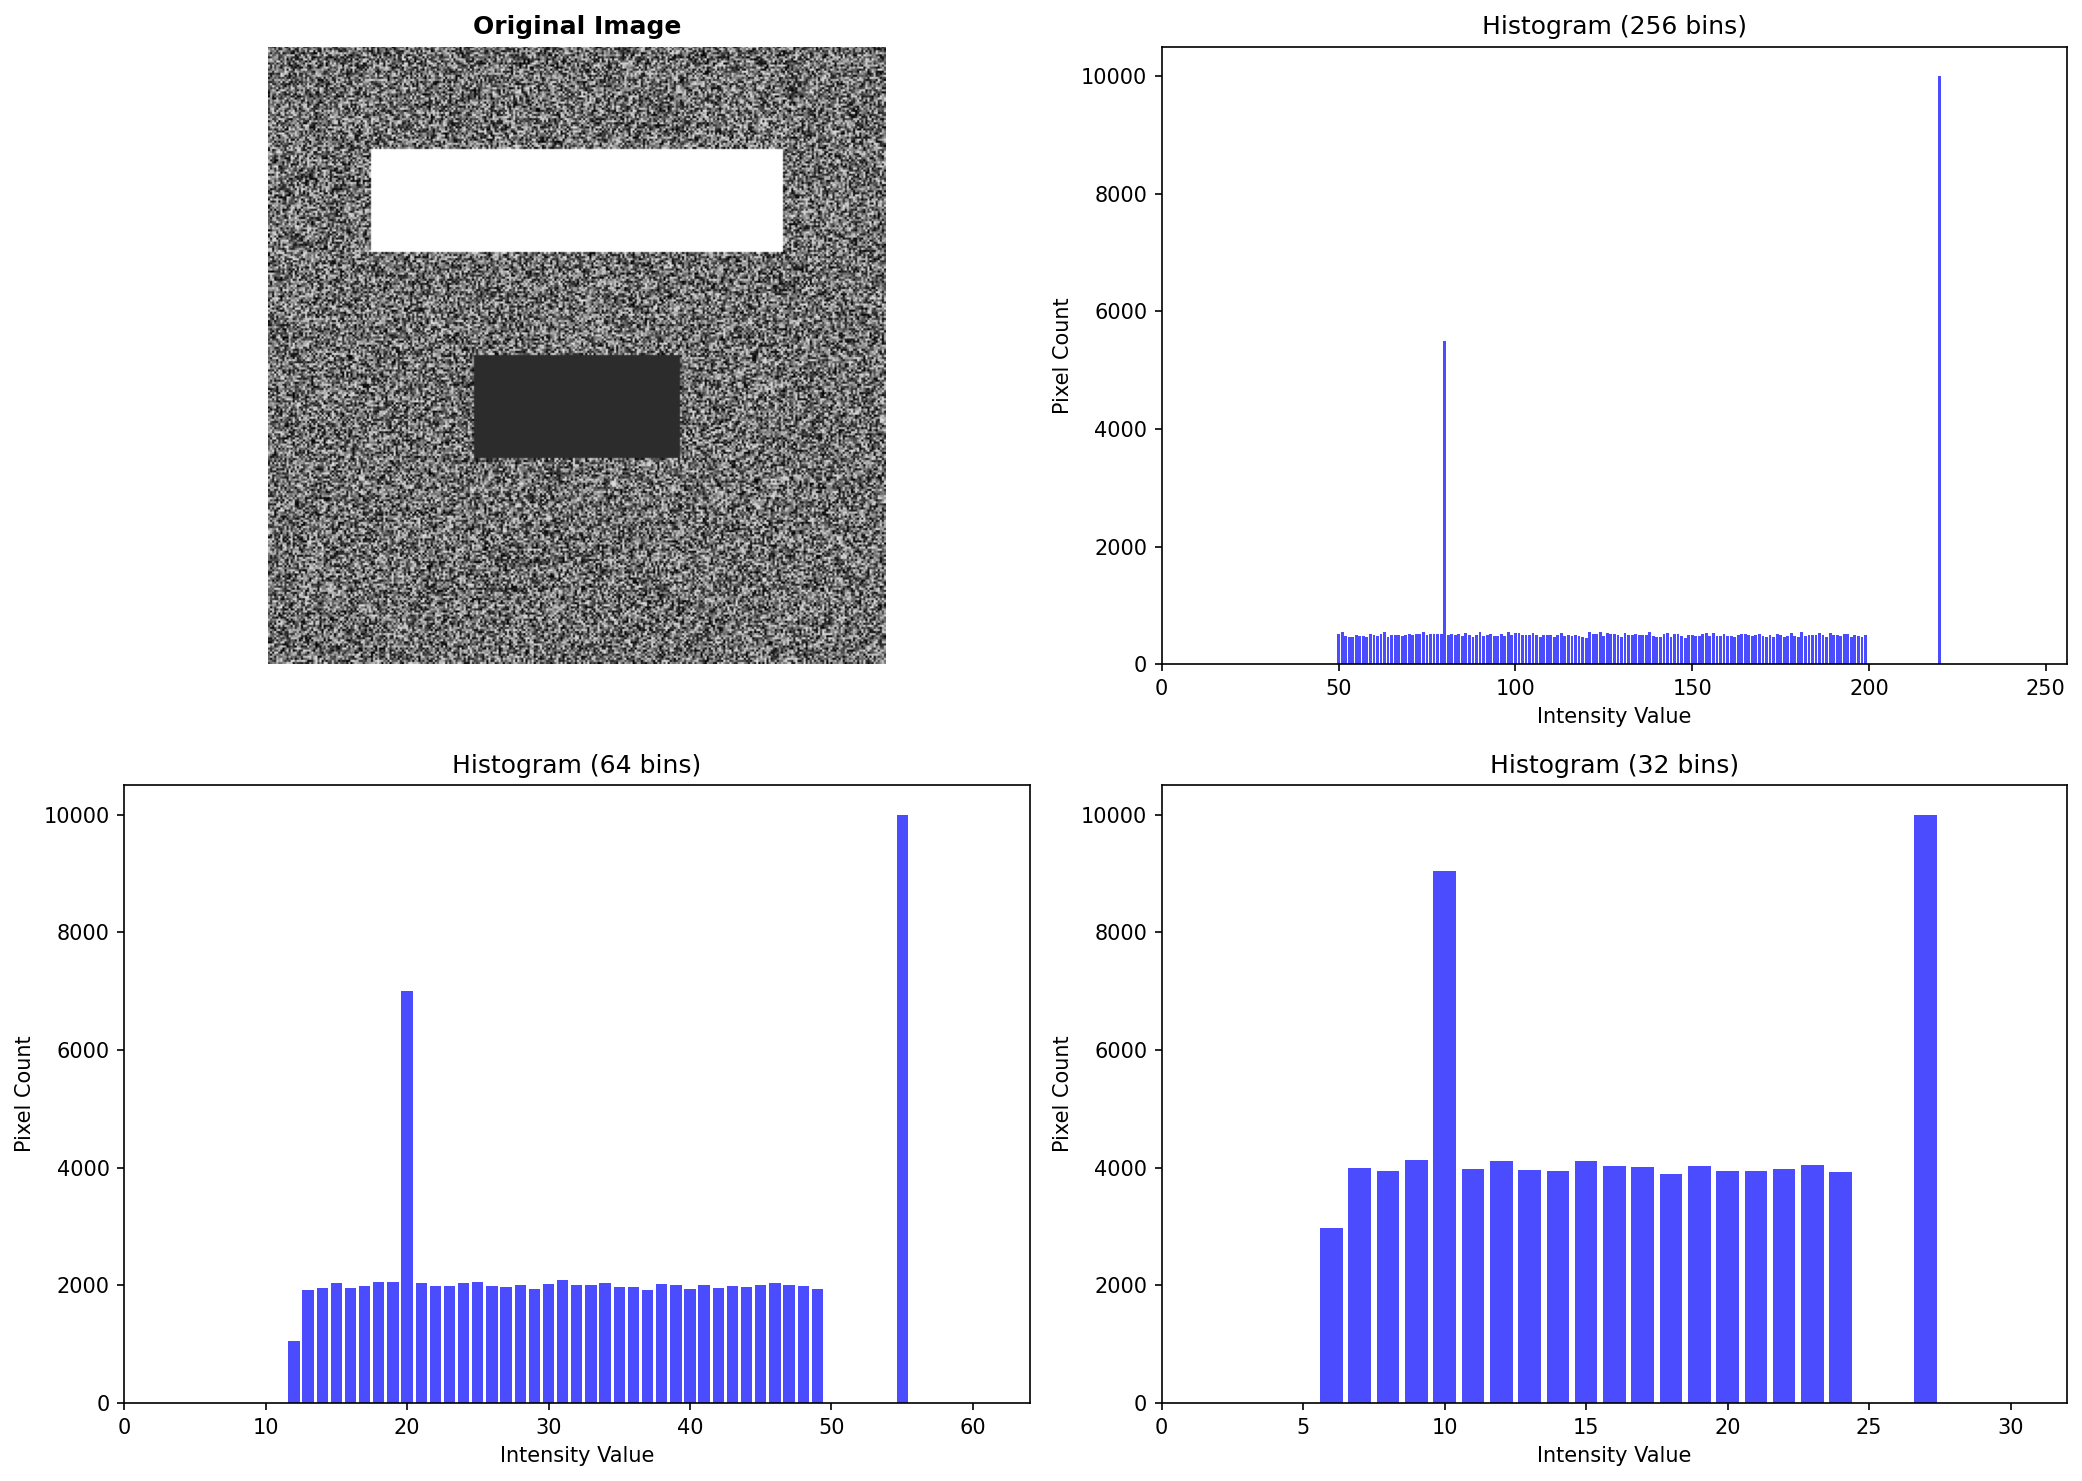 Original Image
Histogram (256 bins)
10000
8000
6000
4000
2000
0
Pixel Count
0 50 100 150 200 250
Intensity Value
Histogram (64 bins)
10000
8000
6000
4000
2000
0
Pixel Count
0 10 20 30 40 50 60
Intensity Value
Histogram (32 bins)
10000
8000
6000
4000
2000
0
Pixel Count
0 5 10 15 20 25 30
Intensity Value